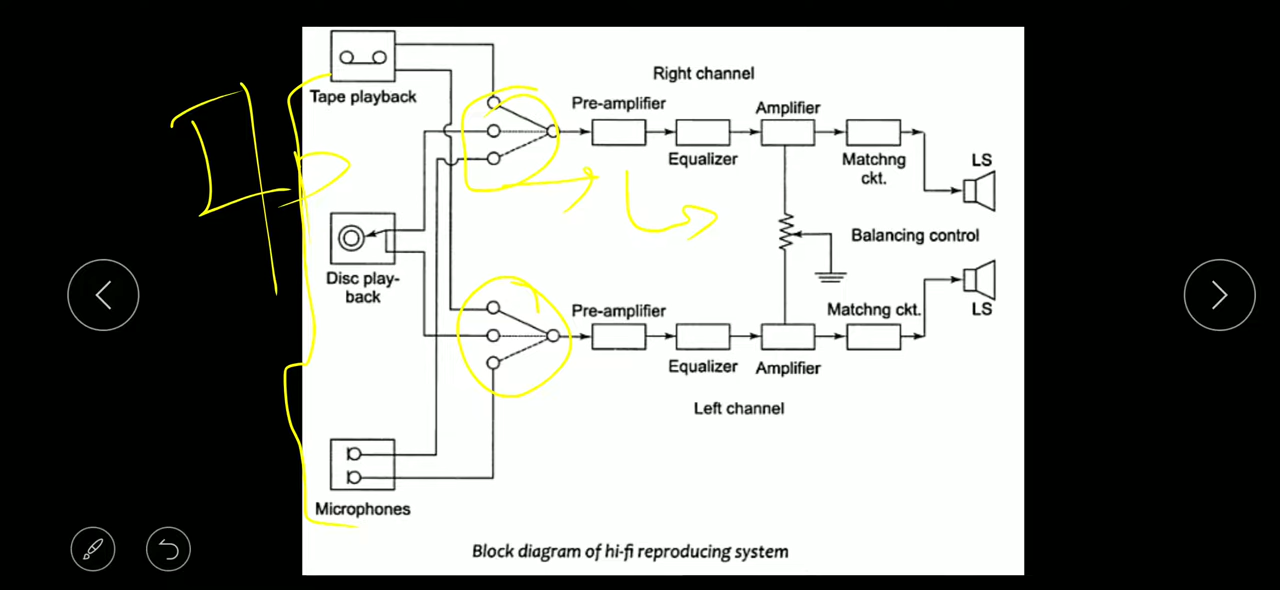 Tape playback
Right channel
Pre-amplifier
Equalizer
Amplifier
Matchng
ckt.
LS
Disc play-
back
Balancing control
Pre-amplifier
Equalizer
Amplifier
Matchng ckt.
LS
Left channel
Microphones
Block diagram of hi-fi reproducing system